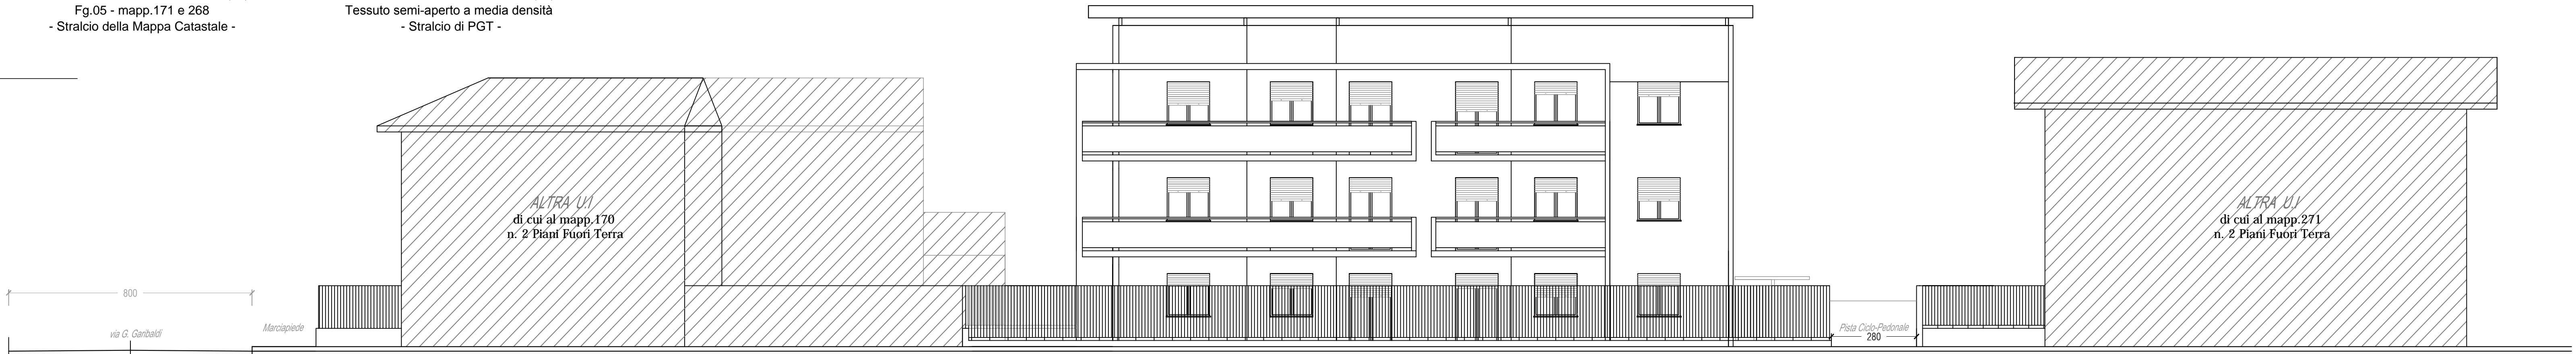 Fg.05 - mapp.171 e 268
- Stralcio della Mappa Catastale -
Tessuto semi-aperto a media densità
- Stralcio di PGT -
ALTRA U.I
di cui al mapp.170
n. 2 Piani Fuori Terra
ALTRA U.I
di cui al mapp.271
n. 2 Piani Fuori Terra
800
via G. Garibaldi
Marciapiede
Pista Ciclo-Pedonale
280